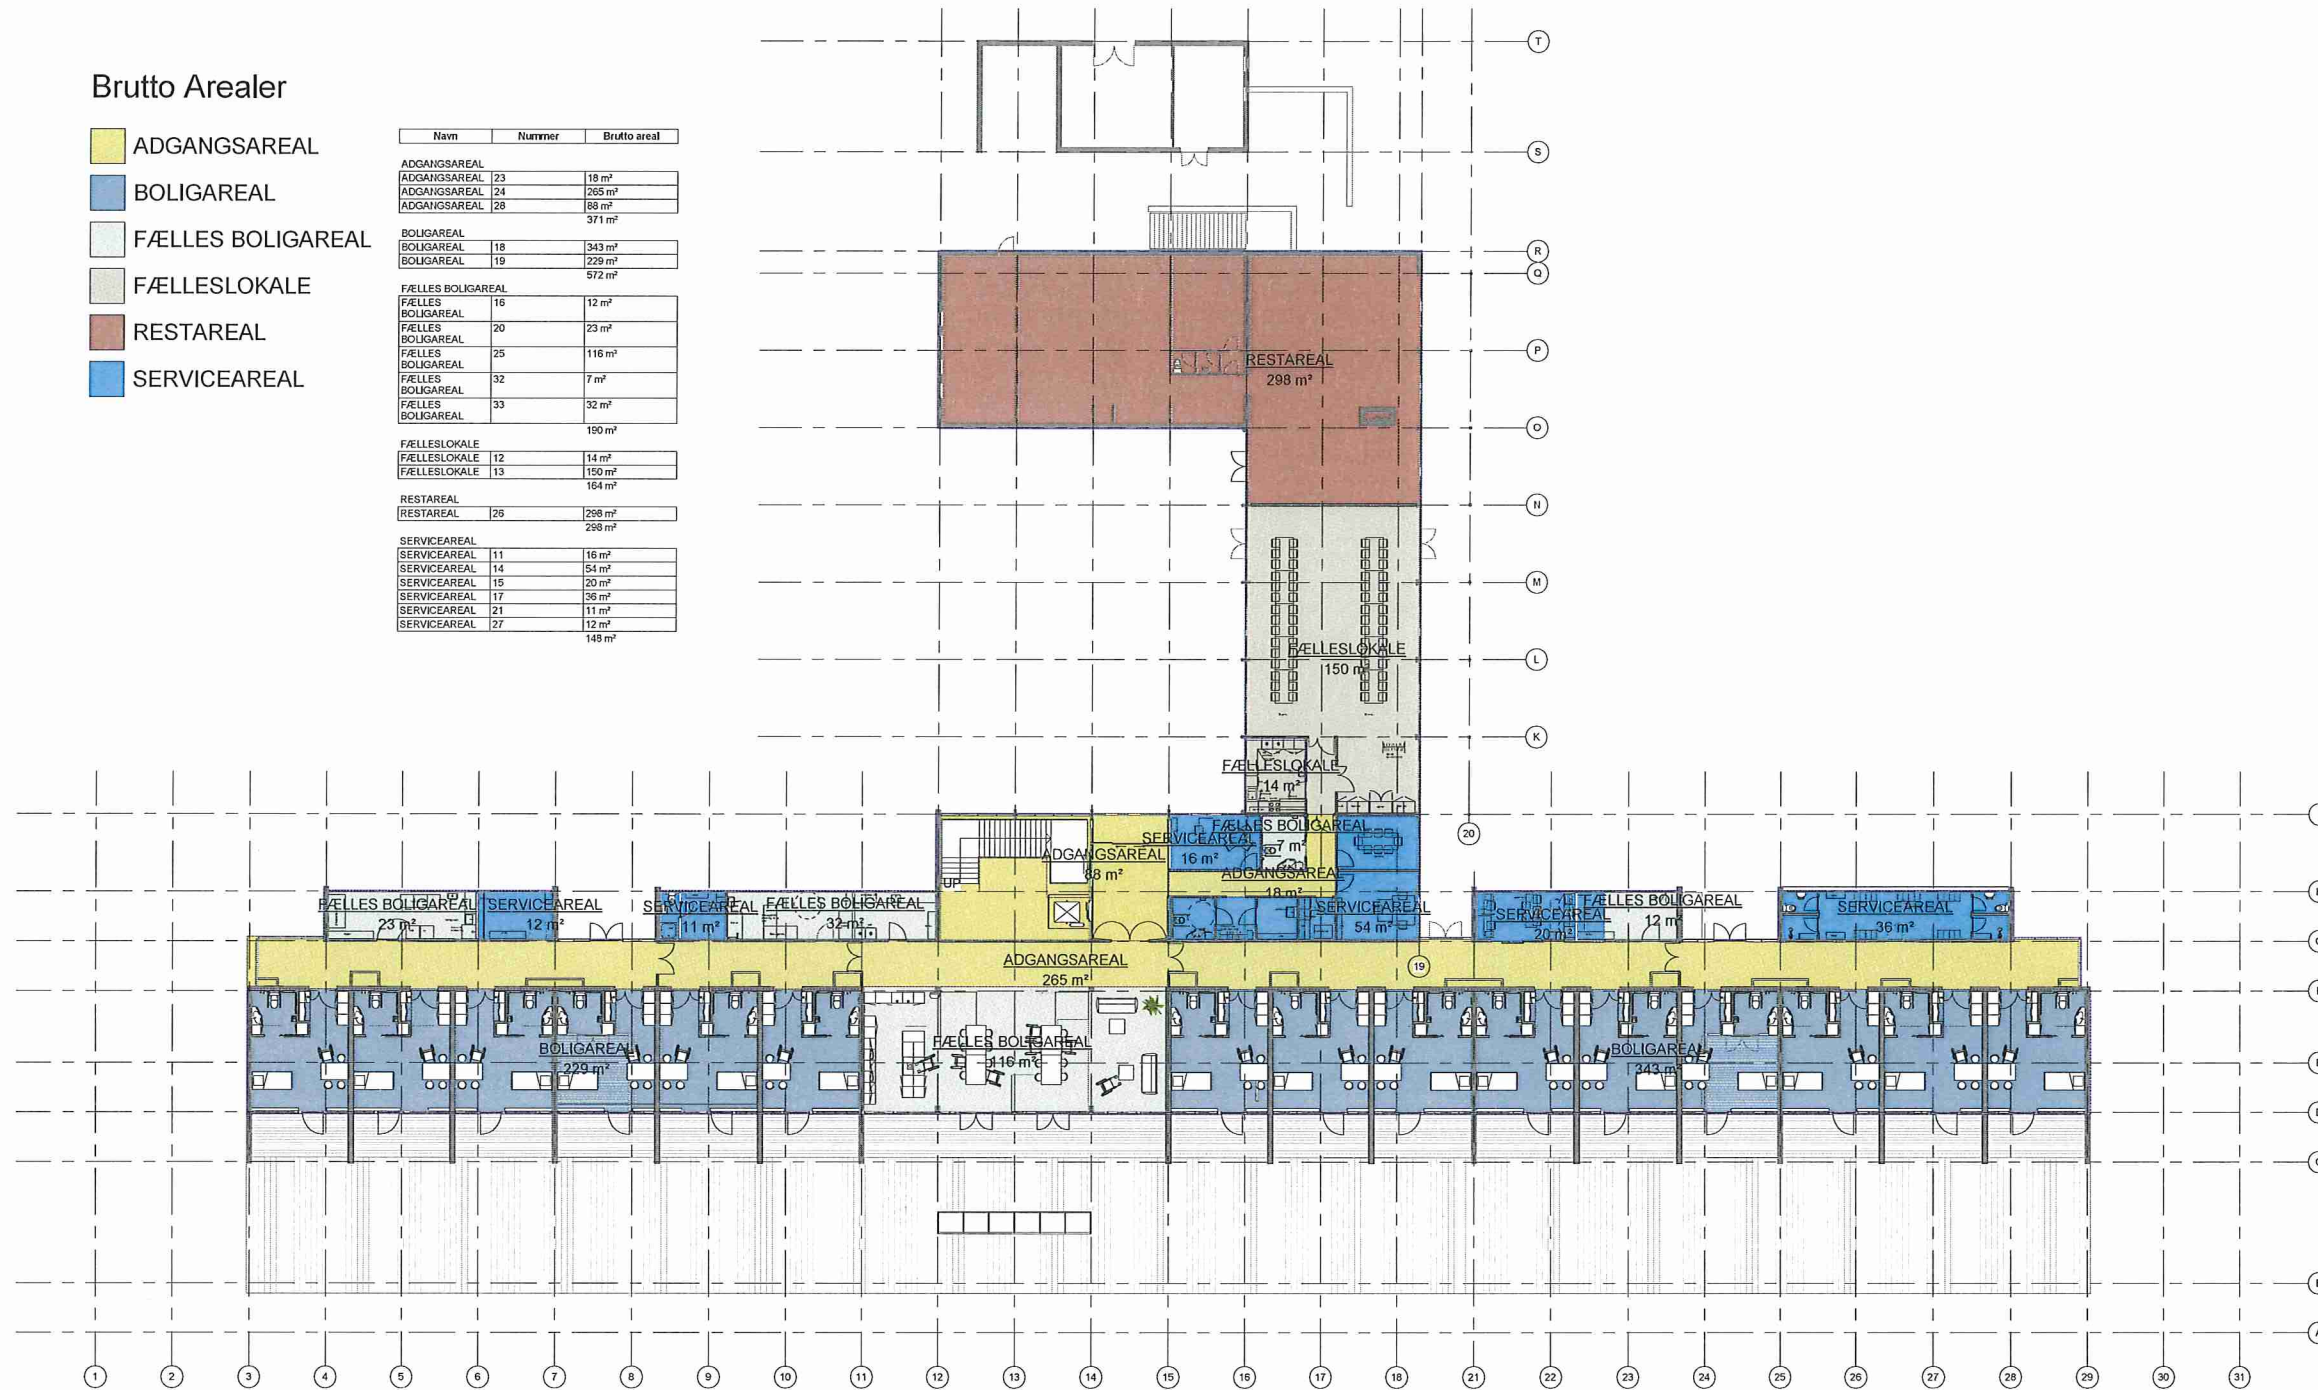 Brutto Arealer
ADGANGSAREAL
BOLIGAREAL
FÆLLES BOLIGAREAL
FÆLLESLOKALE
RESTAREAL
SERVICEAREAL
Navn Nummer Brutto areal
ADGANGSAREAL
ADGANGSAREAL 23 18 m²
ADGANGSAREAL 24 265 m²
ADGANGSAREAL 28 88 m²
371 m²
BOLIGAREAL
BOLIGAREAL 18 343 m²
BOLIGAREAL 19 229 m²
572 m²
FÆLLES BOLIGAREAL
FÆLLES 16 12 m²
BOLIGAREAL
FÆLLES 20 23 m²
BOLIGAREAL
FÆLLES 25 116 m²
BOLIGAREAL
FÆLLES 32 7 m²
BOLIGAREAL
FÆLLES 33 32 m²
BOLIGAREAL
190 m²
FÆLLESLOKALE
FÆLLESLOKALE 12 14 m²
FÆLLESLOKALE 13 150 m²
164 m²
RESTAREAL
RESTAREAL 26 298 m²
298 m²
SERVICEAREAL
SERVICEAREAL 11 16 m²
SERVICEAREAL 14 54 m²
SERVICEAREAL 15 20 m²
SERVICEAREAL 17 36 m²
SERVICEAREAL 21 11 m²
SERVICEAREAL 27 12 m²
148 m²
T
S
R
Q
P
O
N
M
L
K
RESTAREAL
298 m²
FÆLLESLOKALE
150 m
FÆLLESLOKALE
14 m²
20
FÆLLES BOLIGAREAL
7 m²
SERVICEAREAL
16 m²
ADGANGSAREAL
88 m²
ADGANGSAREAL
18 m²
UP
FÆLLES BOLIGAREAL
23 m²
SERVICEAREAL
12 m²
SERVICEAREAL
11 m²
FÆLLES BOLIGAREAL
32 m²
SERVICEAREAL
54 m²
SERVICEAREAL
20 m²
FÆLLES BOLIGAREAL
12 m²
SERVICEAREAL
36 m²
ADGANGSAREAL
265 m²
19
BOLIGAREAL
229 m²
FÆLLES BOLIGAREAL
116 m²
BOLIGAREAL
343 m²
1 2 3 4 5 6 7 8 9 10 11 12 13 14 15 16 17 18 21 22 23 24 25 26 27 28 29 30 31